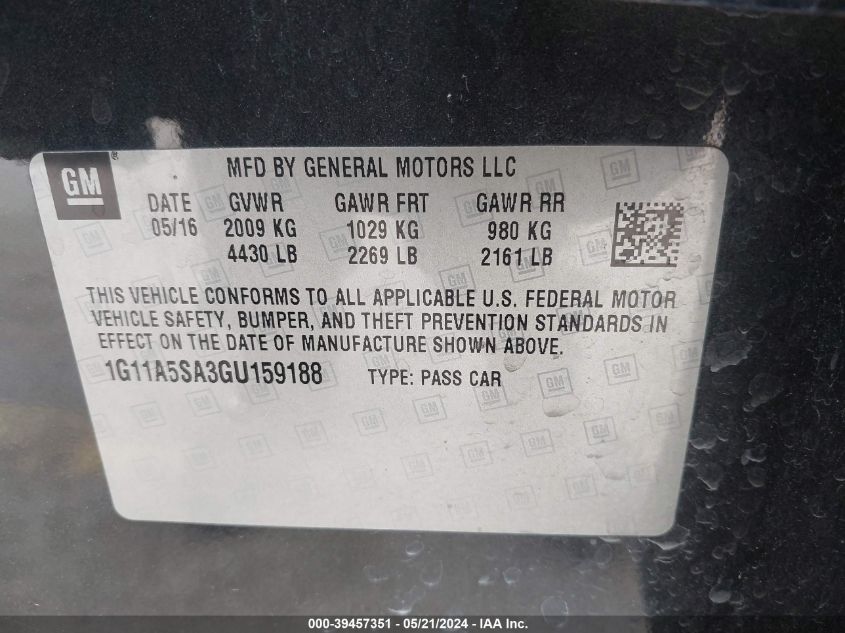 GM
MFD BY GENERAL MOTORS LLC
DATE GVWR GAWR FRT GAWR RR
05/16 2009 KG 1029 KG 980 KG
4430 LB 2269 LB 2161 LB
THIS VEHICLE CONFORMS TO ALL APPLICABLE U.S. FEDERAL MOTOR
VEHICLE SAFETY, BUMPER, AND THEFT PREVENTION STANDARDS IN
EFFECT ON THE DATE OF MANUFACTURE SHOWN ABOVE.
1G11A5SA3GU159188 TYPE: PASS CAR
000-39457351 - 05/21/2024 - IAA Inc.